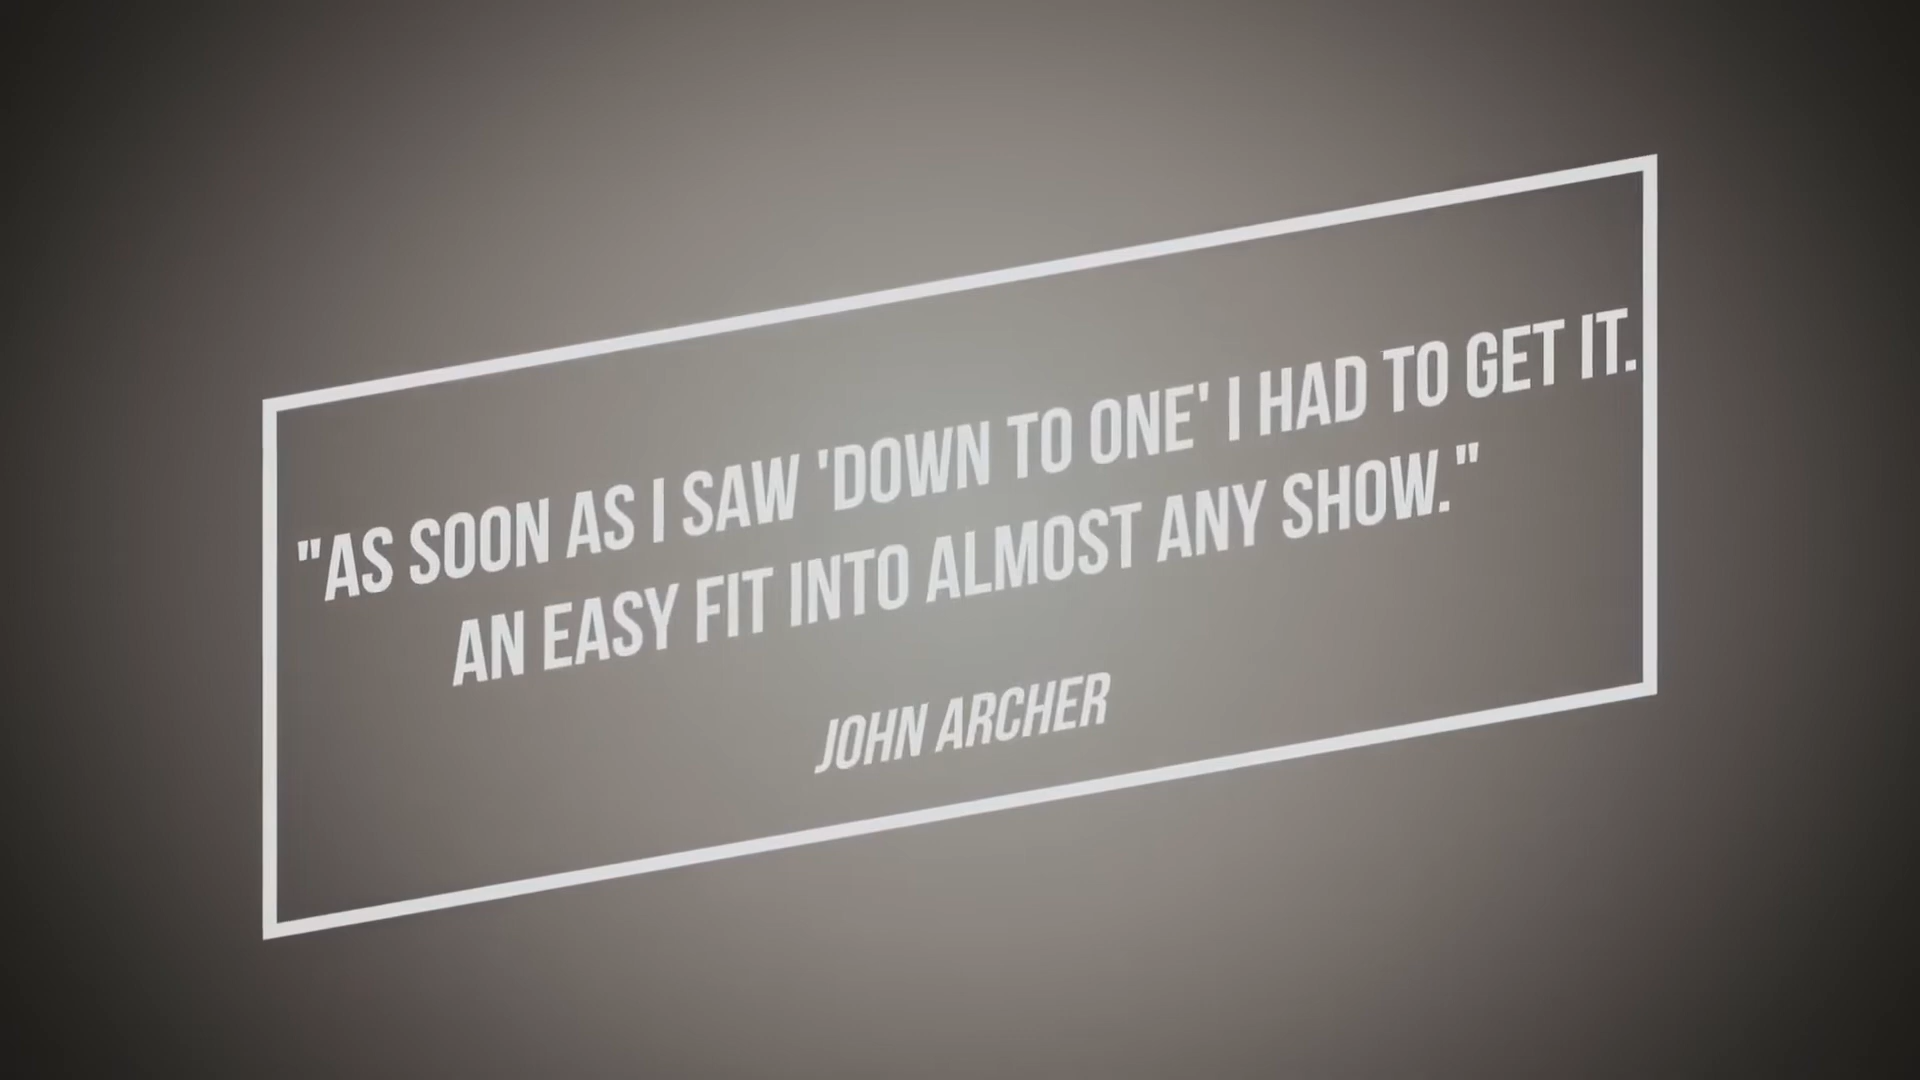 "AS SOON AS I SAW 'DOWN TO ONE' I HAD TO GET IT.
AN EASY FIT INTO ALMOST ANY SHOW."
JOHN ARCHER